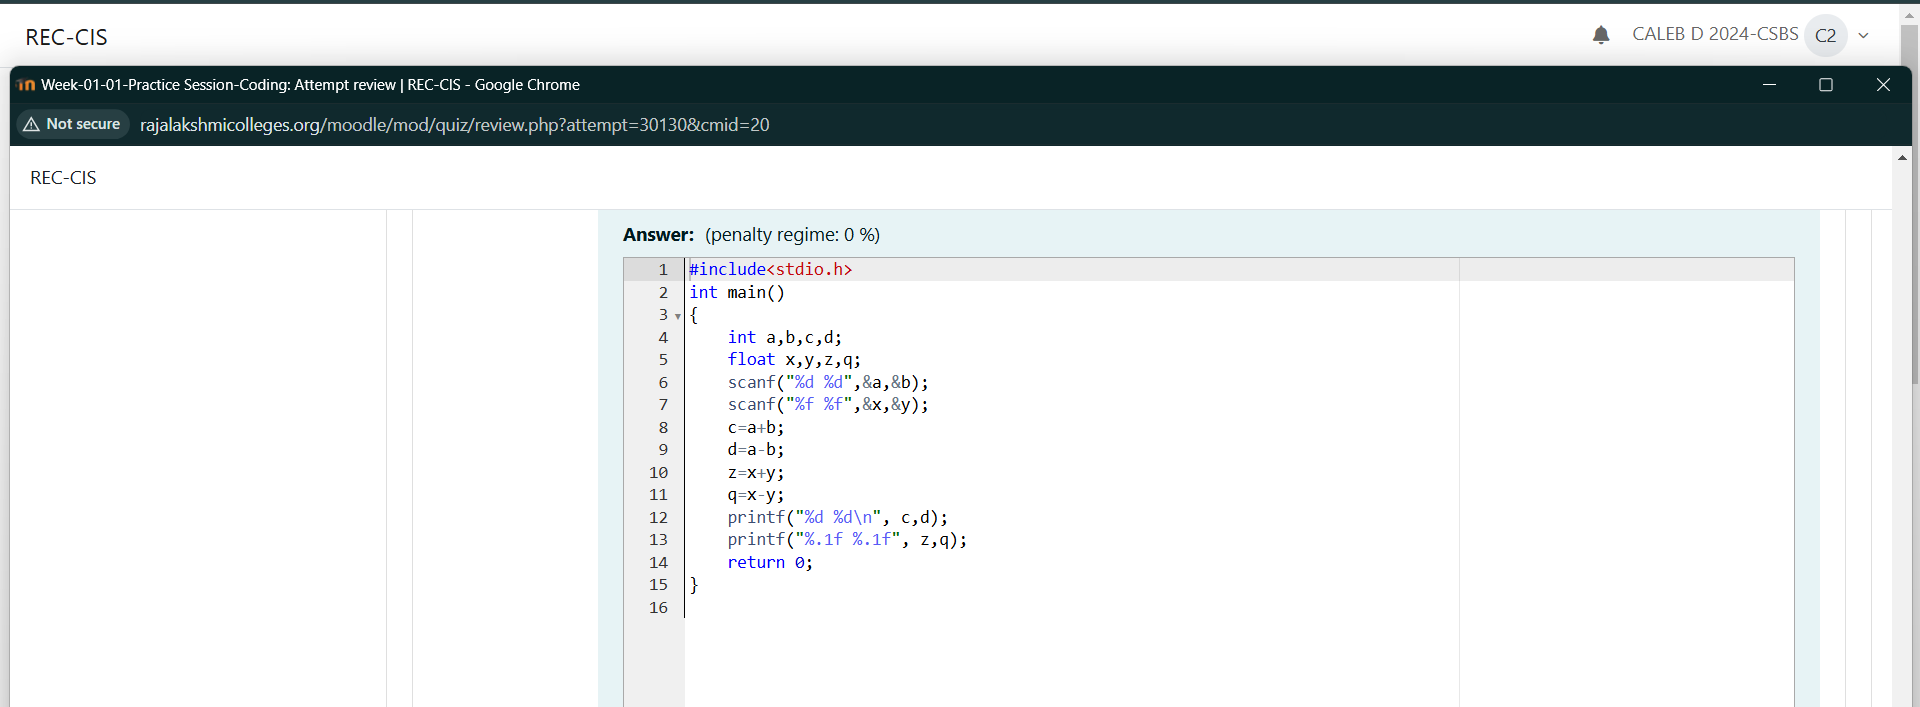 REC-CIS
CALEB D 2024-CSBS C2
Week-01-01-Practice Session-Coding: Attempt review | REC-CIS - Google Chrome
Not secure rajalakshmicolleges.org/moodle/mod/quiz/review.php?attempt=30130&cmid=20
REC-CIS
Answer: (penalty regime: 0 %)
1 #include<stdio.h>
2 int main()
3 {
4     int a,b,c,d;
5     float x,y,z,q;
6     scanf("%d %d",&a,&b);
7     scanf("%f %f",&x,&y);
8     c=a+b;
9     d=a-b;
10     z=x+y;
11     q=x-y;
12     printf("%d %d\n", c,d);
13     printf("%.1f %.1f", z,q);
14     return 0;
15 }
16